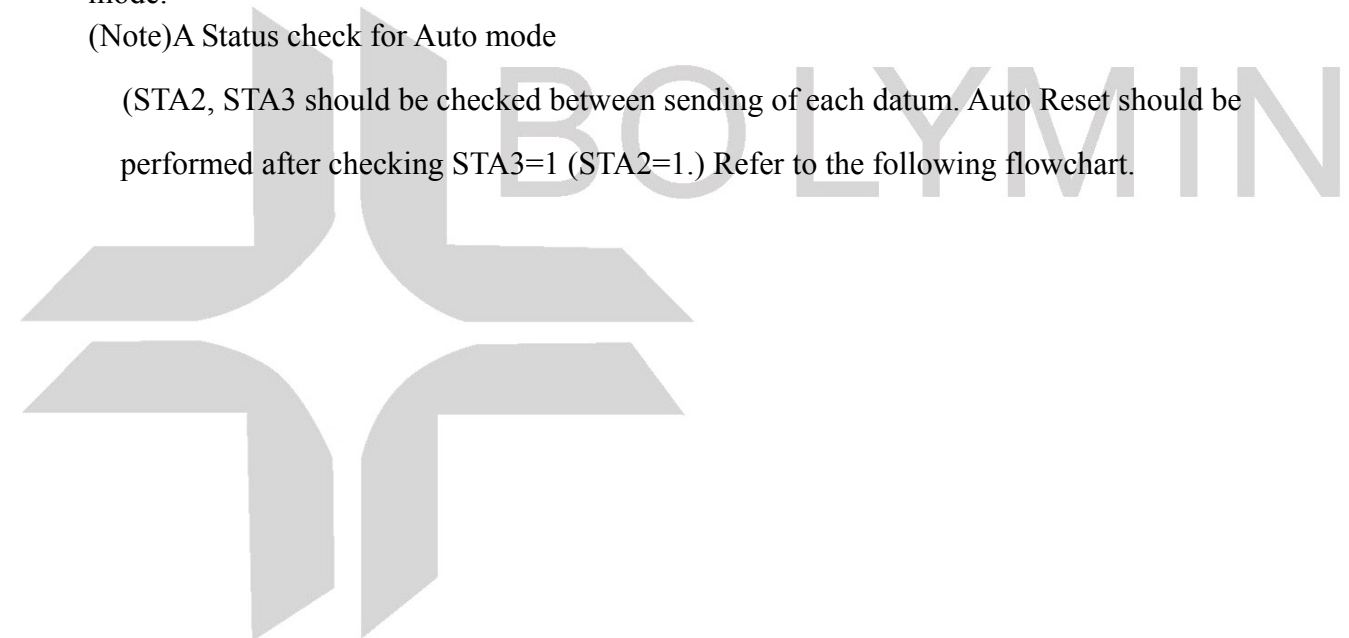 (Note)A Status check for Auto mode
BOLYMIN
(STA2, STA3 should be checked between sending of each datum. Auto Reset should be
performed after checking STA3=1 (STA2=1.) Refer to the following flowchart.